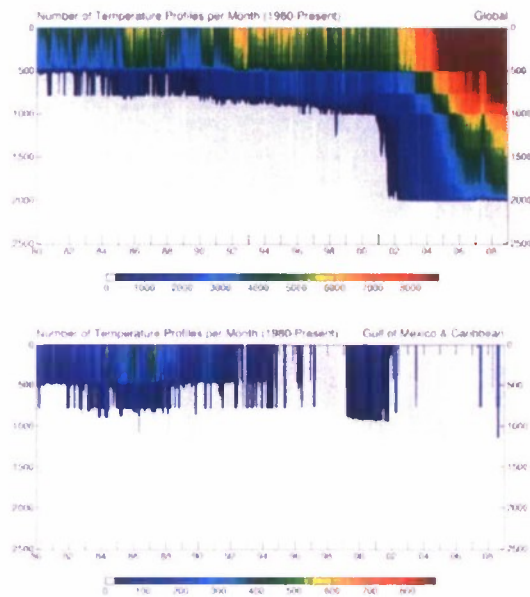 Number of Temperature Profiles per Month (1980-Present) Global
0 0
500 500
1000 1000
1500 1500
2000 2000
2500 2500
80 82 84 86 88 90 92 94 96 98 00 02 04 06 08
0 1000 2000 3000 4000 5000 6000 7000 8000
Number of Temperature Profiles per Month (1980-Present) Gulf of Mexico & Caribbean
0 0
500 500
1000 1000
1500 1500
2000 2000
2500 2500
80 82 84 86 88 90 92 94 96 98 00 02 04 06 08
0 100 200 300 400 500 600 700 800